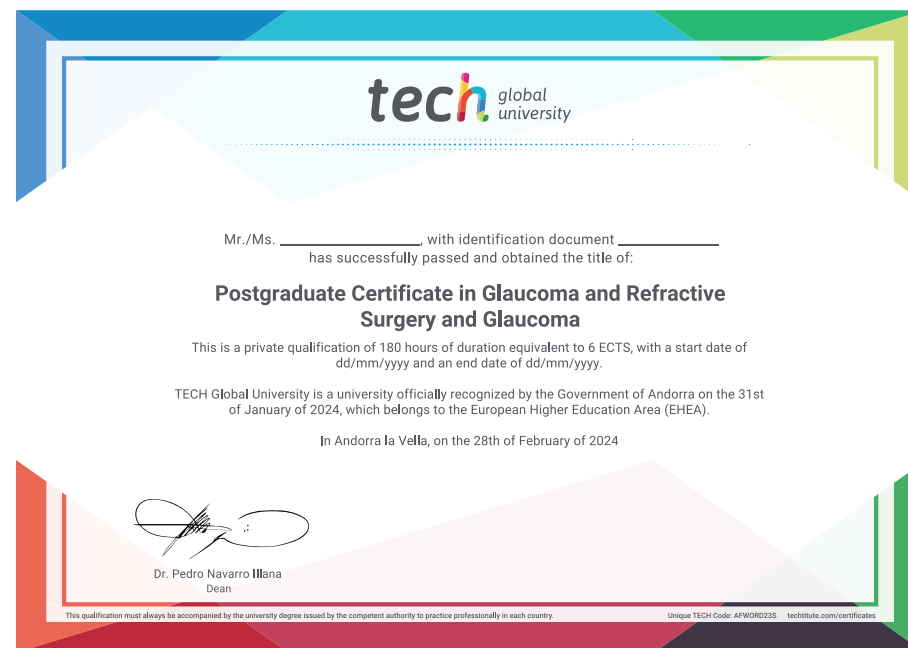 tech global university
Mr./Ms. ____________, with identification document ____________
has successfully passed and obtained the title of:
Postgraduate Certificate in Glaucoma and Refractive
Surgery and Glaucoma
This is a private qualification of 180 hours of duration equivalent to 6 ECTS, with a start date of
dd/mm/yyyy and an end date of dd/mm/yyyy.
TECH Global University is a university officially recognized by the Government of Andorra on the 31st
of January of 2024, which belongs to the European Higher Education Area (EHEA).
In Andorra la Vella, on the 28th of February of 2024
Dr. Pedro Navarro Illana
Dean
This qualification must always be accompanied by the university degree issued by the competent authority to practice professionally in each country.
Unique TECH Code: AFWORD23S techtitute.com/certificates